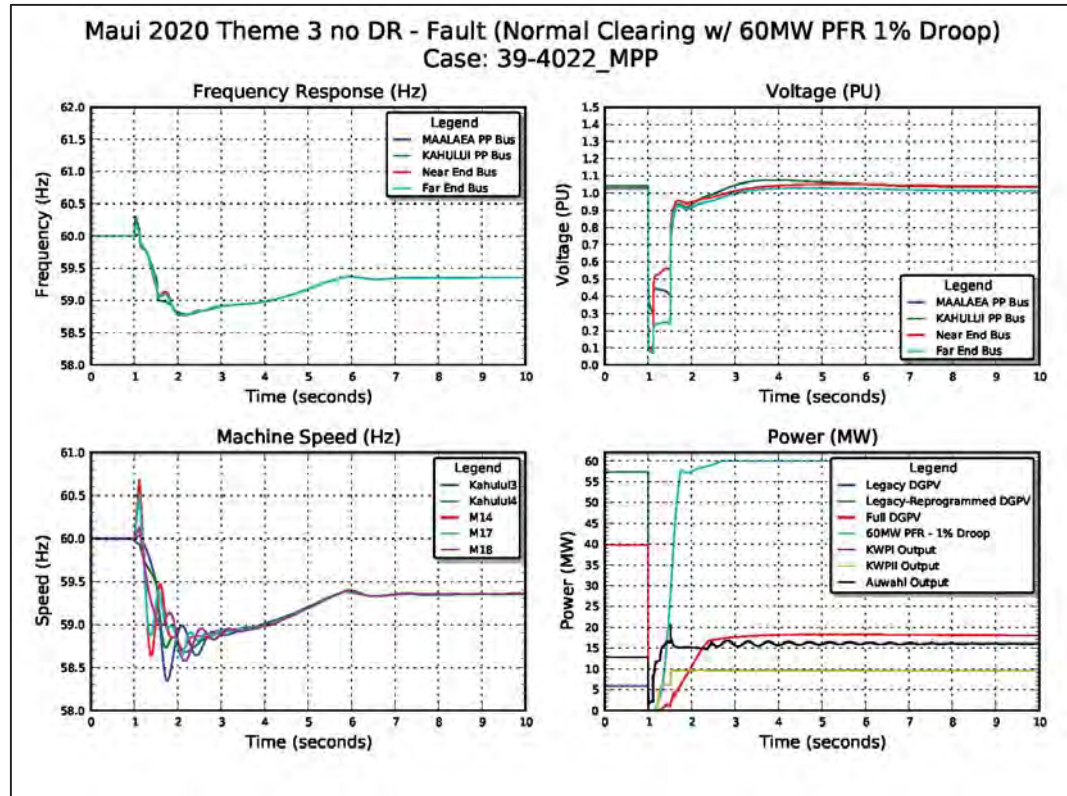 Maui 2020 Theme 3 no DR - Fault (Normal Clearing w/ 60MW PFR 1% Droop)
Case: 39-4022_MPP
Frequency Response (Hz)
62.0
61.5
61.0
60.5
60.0
59.5
59.0
58.5
58.0
Frequency (Hz)
Legend
MAALAEA PP Bus
KAHULUI PP Bus
Near End Bus
Far End Bus
0 1 2 3 4 5 6 7 8 9 10
Time (seconds)
Voltage (PU)
1.5
1.4
1.3
1.2
1.1
1.0
0.9
0.8
0.7
0.6
0.5
0.4
0.3
0.2
0.1
0.0
Voltage (PU)
Legend
MAALAEA PP Bus
KAHULUI PP Bus
Near End Bus
Far End Bus
0 1 2 3 4 5 6 7 8 9 10
Time (seconds)
Machine Speed (Hz)
61.0
60.5
60.0
59.5
59.0
58.5
58.0
Speed (Hz)
Legend
Kahului3
Kahului4
M14
M17
M18
0 1 2 3 4 5 6 7 8 9 10
Time (seconds)
Power (MW)
60
55
50
45
40
35
30
25
20
15
10
5
0
Power (MW)
Legend
Legacy DGPV
Legacy-Reprogrammed DGPV
Full DGPV
60MW PFR - 1% Droop
KWPI Output
KWPII Output
Auwahi Output
0 1 2 3 4 5 6 7 8 9 10
Time (seconds)